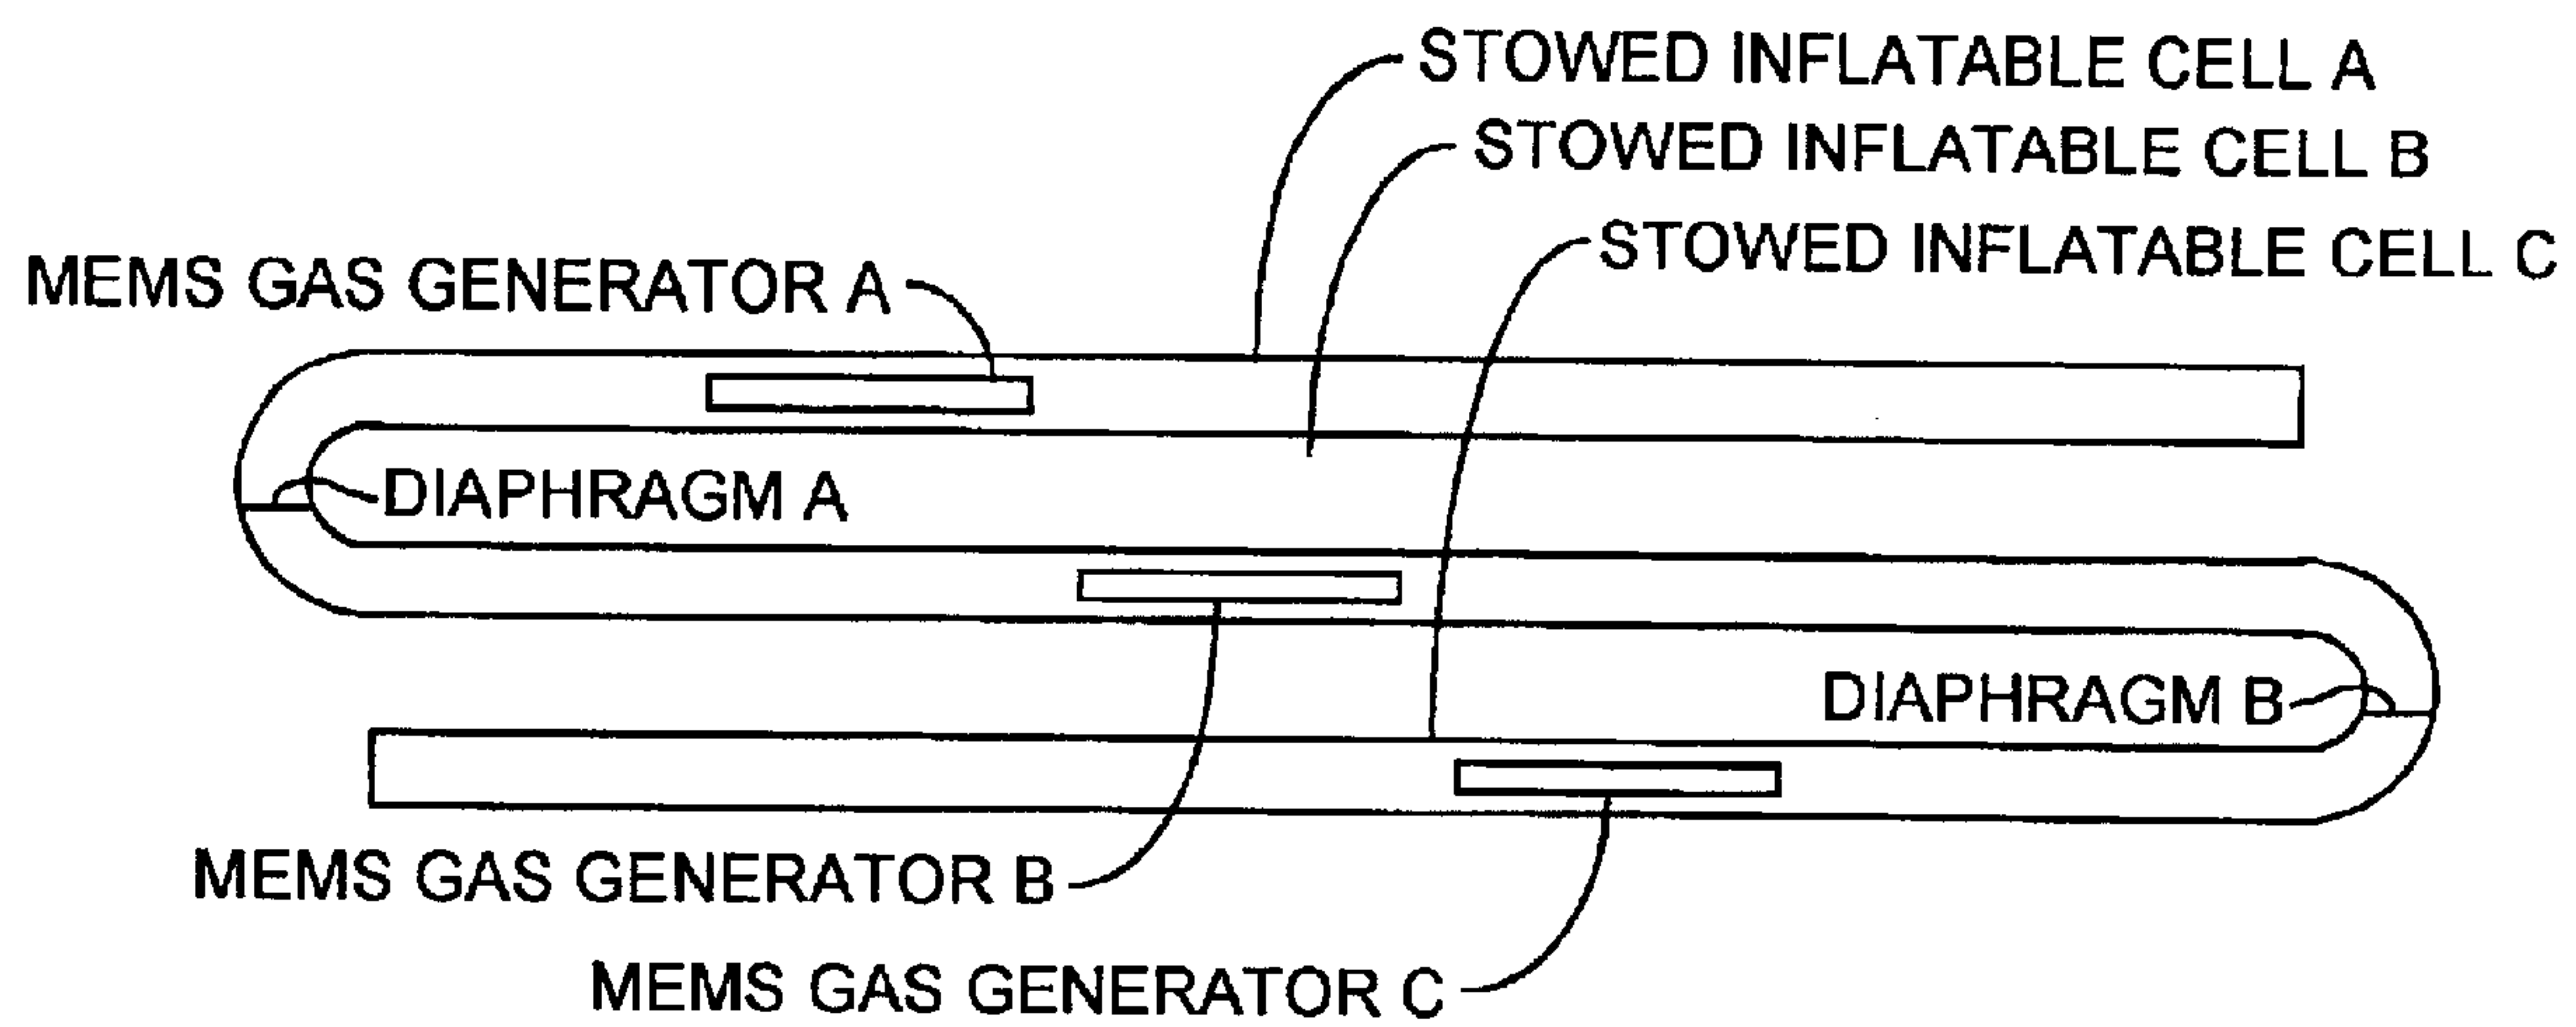 STOWED INFLATABLE CELL A
STOWED INFLATABLE CELL B
STOWED INFLATABLE CELL C
MEMS GAS GENERATOR A
DIAPHRAGM A
DIAPHRAGM B
MEMS GAS GENERATOR B
MEMS GAS GENERATOR C